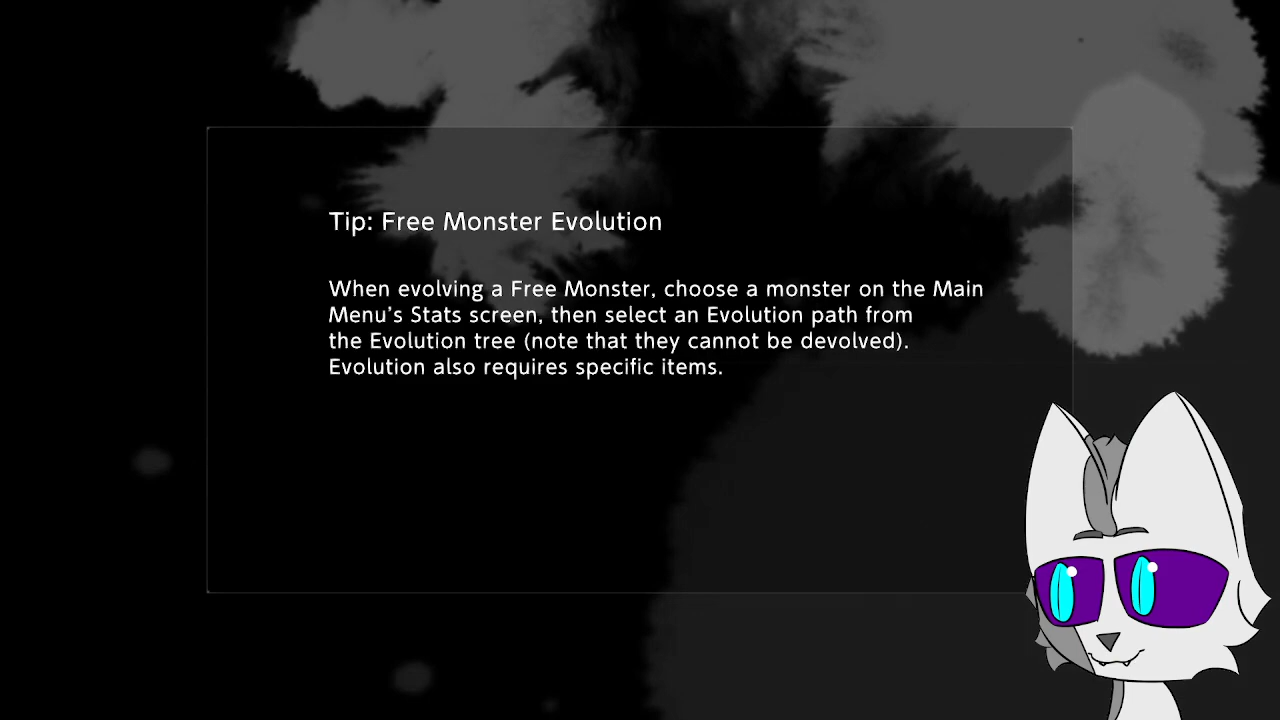 Tip: Free Monster Evolution
When evolving a Free Monster, choose a monster on the Main
Menu's Stats screen, then select an Evolution path from
the Evolution tree (note that they cannot be devolved).
Evolution also requires specific items.